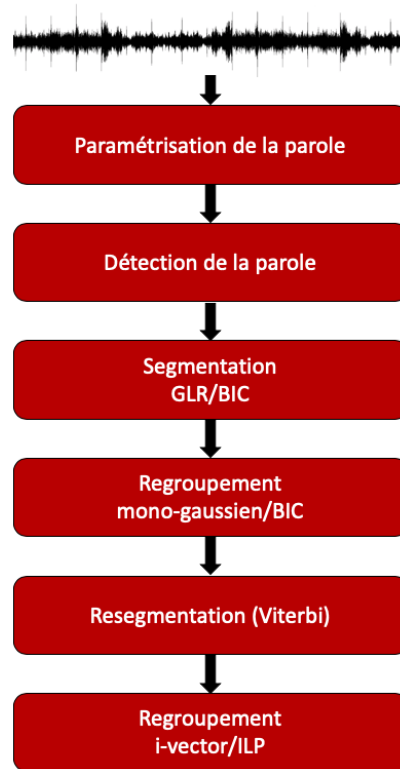 Paramétrisation de la parole
Détection de la parole
Segmentation
GLR/BIC
Regroupement
mono-gaussien/BIC
Resegmentation (Viterbi)
Regroupement
i-vector/ILP